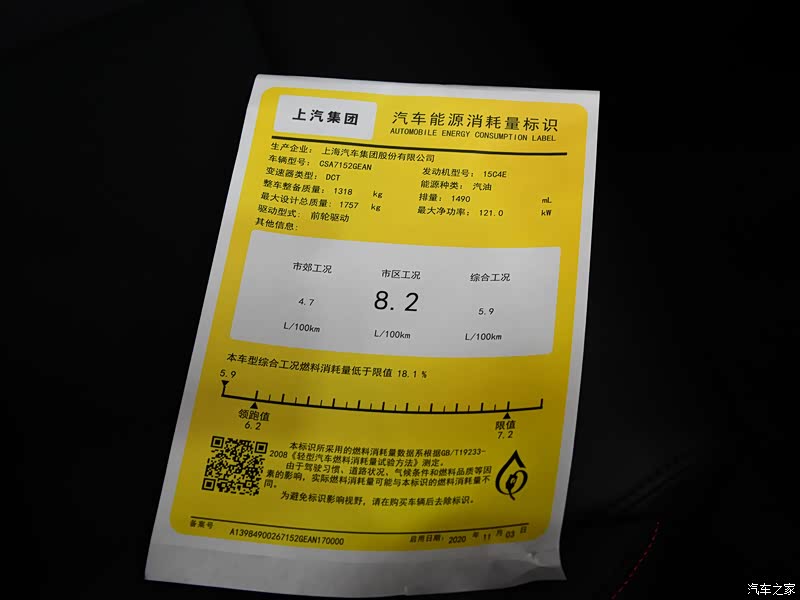 上汽集团
汽车能源消耗量标识
AUTOMOBILE ENERGY CONSUMPTION LABEL
生产企业: 上海汽车集团股份有限公司
车辆型号: CSA7152GEAN 发动机型号: 15C4E
变速器类型: DCT 能源种类: 汽油
整车整备质量: 1318 kg 排量: 1490 mL
最大设计总质量: 1757 kg 最大净功率: 121.0 kW
驱动型式: 前轮驱动
其他信息:
市郊工况 市区工况 综合工况
4.7 8.2 5.9
L/100km L/100km L/100km
本车型综合工况燃料消耗量低于限值 18.1 %
5.9
领跑值 限值
6.2 7.2
本标识所采用的燃料消耗量数据系根据GB/T19233-
2008《轻型汽车燃料消耗量试验方法》测定。
由于驾驶习惯、道路状况、气候条件和燃料品质等因
素的影响, 实际燃料消耗量可能与本标识的燃料消耗量不
同。
为避免标识影响视野, 请在购买车辆后去除标识。
备案号 A13984900267152GEAN170000 启用日期: 2020 年 11 月 03 日
汽车之家